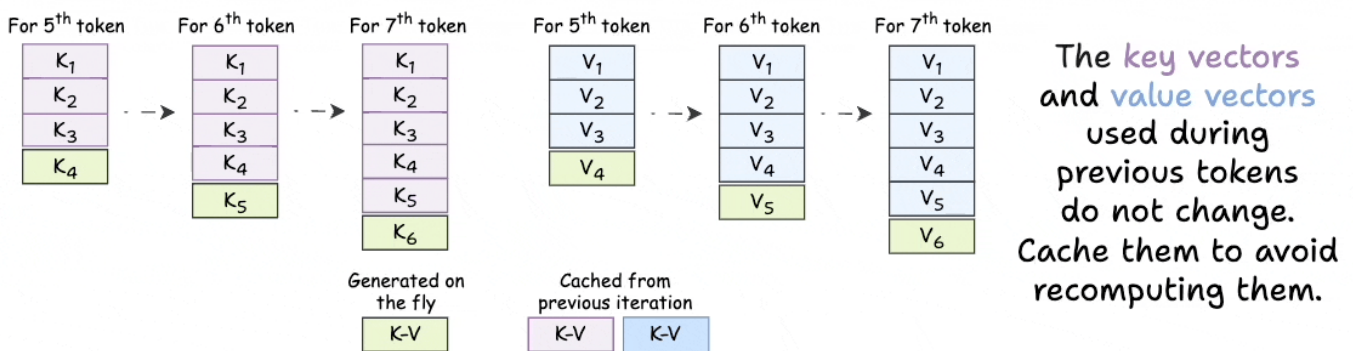 For 5th token
K1
K2
K3
K4
For 6th token
K1
K2
K3
K4
K5
For 7th token
K1
K2
K3
K4
K5
K6
For 5th token
V1
V2
V3
V4
For 6th token
V1
V2
V3
V4
V5
For 7th token
V1
V2
V3
V4
V5
V6
The key vectors
and value vectors
used during
previous tokens
do not change.
Cache them to avoid
recomputing them.
Generated on
the fly
K-V
Cached from
previous iteration
K-V
K-V